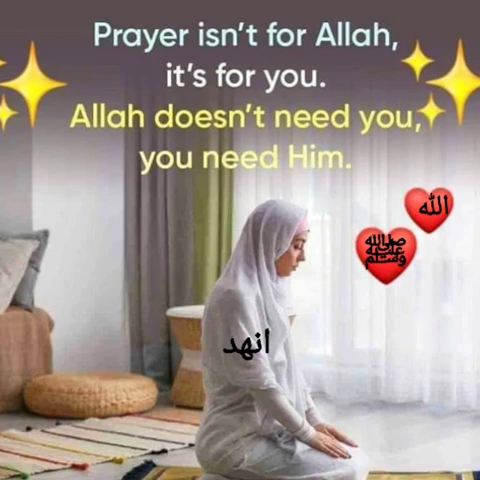 Prayer isn't for Allah,
it's for you.
Allah doesn't need you,
you need Him.
الله
ﷺ
انهد